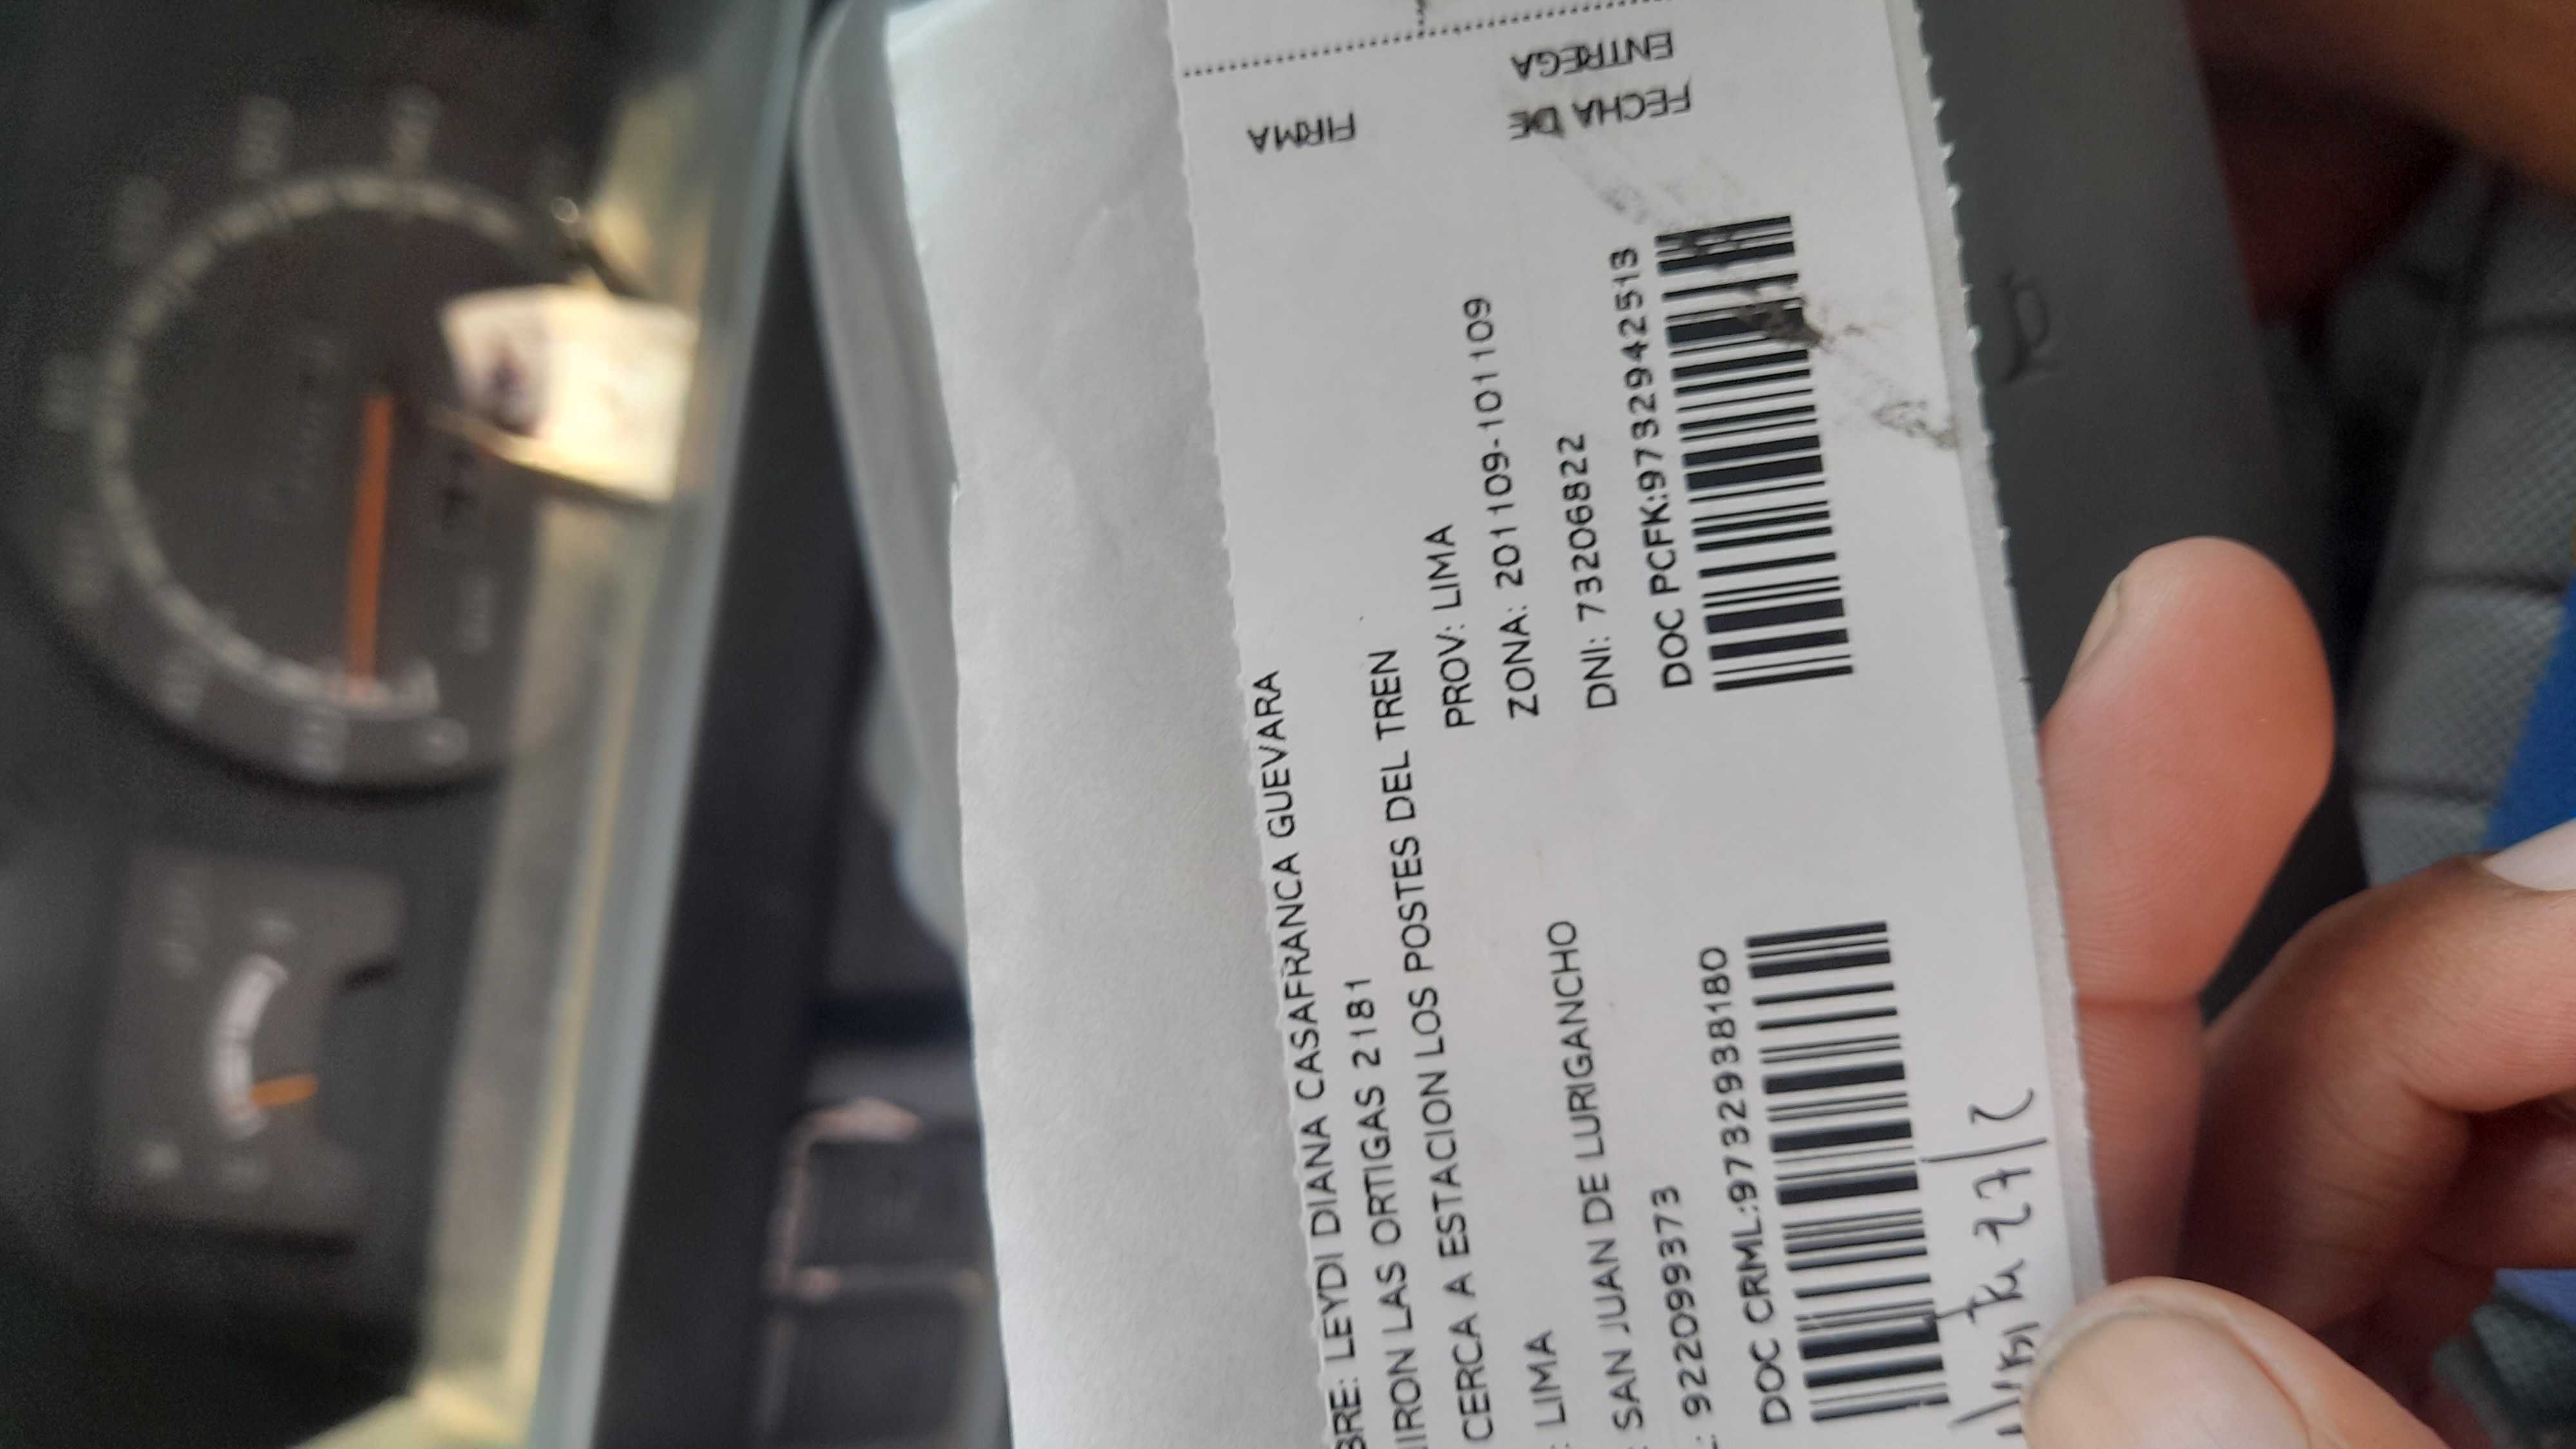 BRE: LEYDI DIANA CASAFRANCA GUEVARA
IRON LAS ORTIGAS 2181
CERCA A ESTACION LOS POSTES DEL TREN
: LIMA PROV: LIMA
: SAN JUAN DE LURIGANCHO ZONA: 201109-101109
: 922099373 DNI: 73206822
DOC CRML:9732938180 DOC PCFK:9732942513
27/2
FIRMA
FECHA DE
ENTREGA